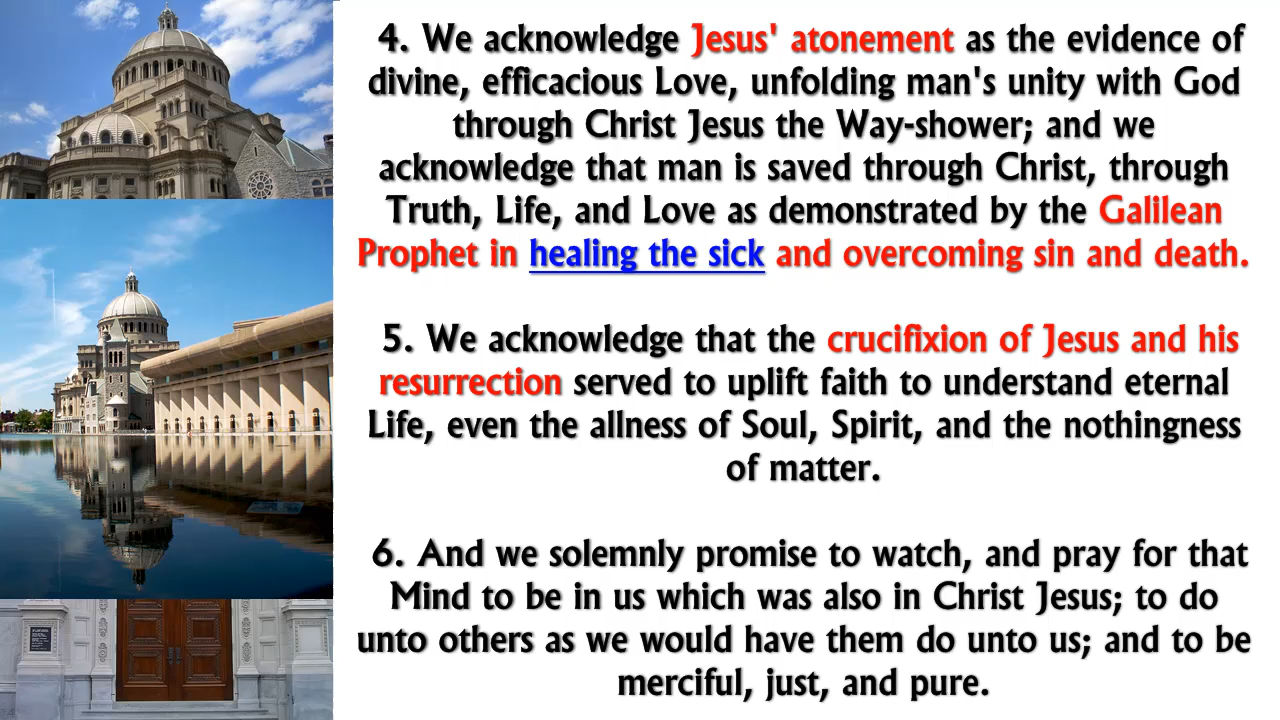 4. We acknowledge Jesus' atonement as the evidence of
divine, efficacious Love, unfolding man's unity with God
through Christ Jesus the Way-shower; and we
acknowledge that man is saved through Christ, through
Truth, Life, and Love as demonstrated by the Galilean
Prophet in healing the sick and overcoming sin and death.
5. We acknowledge that the crucifixion of Jesus and his
resurrection served to uplift faith to understand eternal
Life, even the allness of Soul, Spirit, and the nothingness
of matter.
6. And we solemnly promise to watch, and pray for that
Mind to be in us which was also in Christ Jesus; to do
unto others as we would have them do unto us; and to be
merciful, just, and pure.